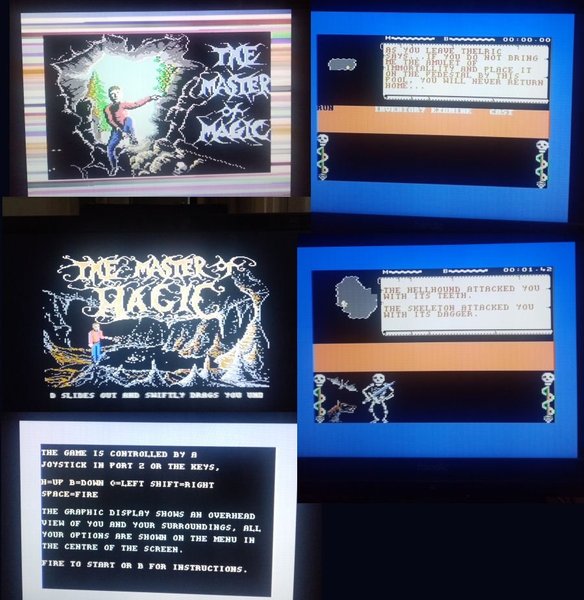 THE
MASTER
OF
MAGIC
H B 00:00.00
AS YOU LEAVE THELRIC
SAYS...IF YOU DO NOT BRING
ME THE AMULET OF
IMMORTALITY AND PLACE IT
ON THE PEDESTAL BY THIS
POOL, YOU WILL NEVER RETURN
HOME...
RUN INVENTORY EXAMINE CAST
THE MASTER OF
MAGIC
D SLIDES OUT AND SWIFTLY DRAGS YOU UND
H B 00:01.42
THE HELLHOUND ATTACKED YOU
WITH ITS TEETH.
THE SKELETON ATTACKED YOU
WITH ITS DAGGER.
THE GAME IS CONTROLLED BY A
JOYSTICK IN PORT 2 OR THE KEYS,
H=UP B=DOWN C=LEFT SHIFT=RIGHT
SPACE=FIRE
THE GRAPHIC DISPLAY SHOWS AN OVERHEAD
VIEW OF YOU AND YOUR SURROUNDINGS, ALL
YOUR OPTIONS ARE SHOWN ON THE MENU IN
THE CENTRE OF THE SCREEN.
FIRE TO START OR B FOR INSTRUCTIONS.